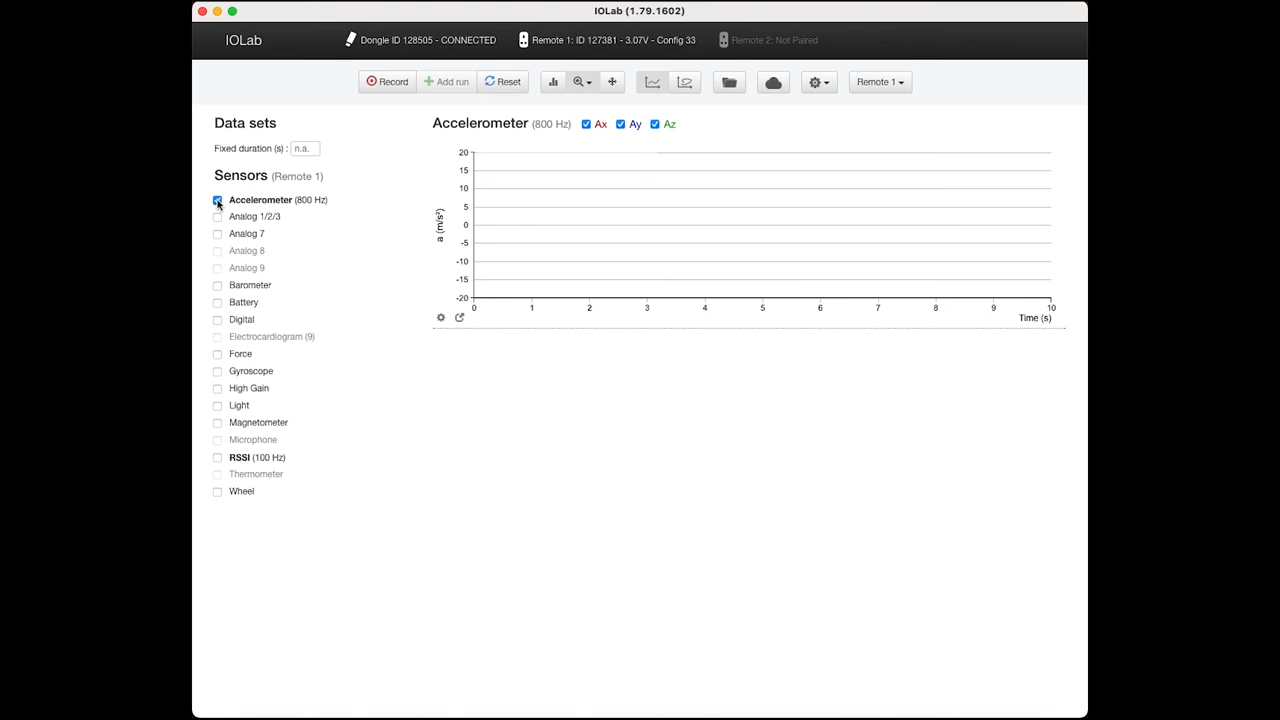 IOLab (1.79.1602)
IOLab Dongle ID 128505 - CONNECTED Remote 1: ID 127381 - 3.07V - Config 33 Remote 2: Not Paired
Record Add run Reset Remote 1
Data sets
Fixed duration (s) : n.a.
Sensors (Remote 1)
Accelerometer (800 Hz)
Analog 1/2/3
Analog 7
Analog 8
Analog 9
Barometer
Battery
Digital
Electrocardiogram (9)
Force
Gyroscope
High Gain
Light
Magnetometer
Microphone
RSSI (100 Hz)
Thermometer
Wheel
Accelerometer (800 Hz) Ax Ay Az
a (m/s²)
20
15
10
5
0
-5
-10
-15
-20
0 1 2 3 4 5 6 7 8 9 10
Time (s)